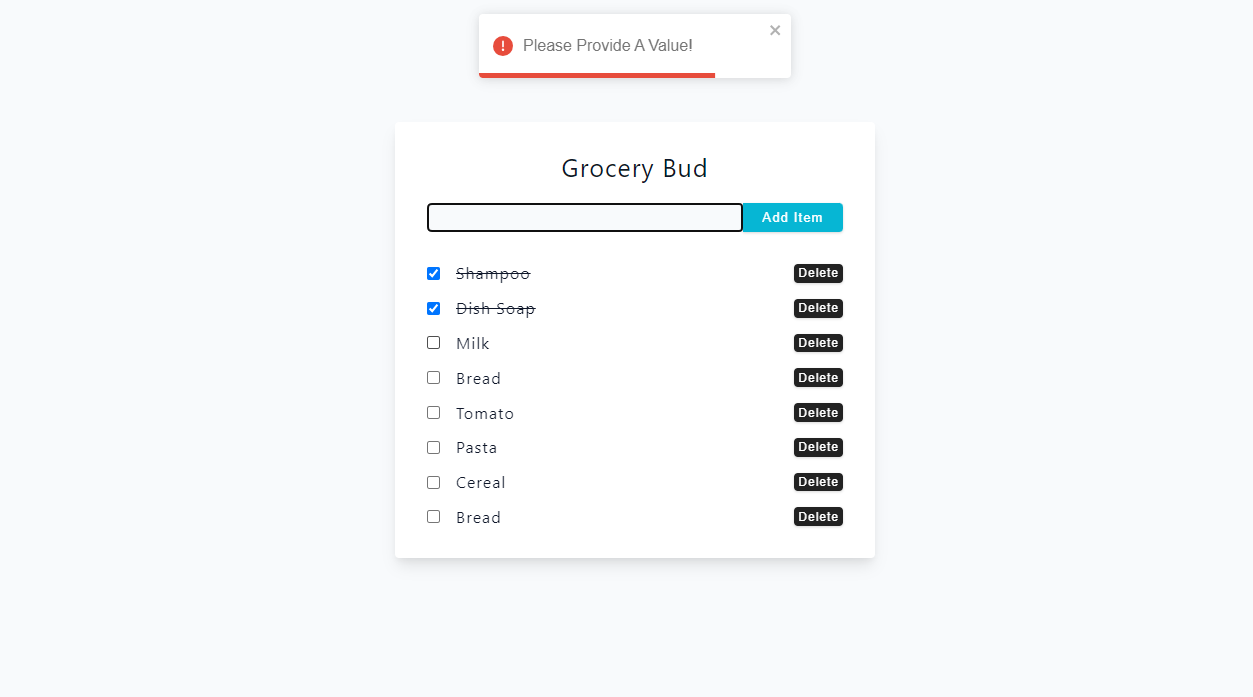 Please Provide A Value!
Grocery Bud
Add Item
Shampoo Delete
Dish Soap Delete
Milk Delete
Bread Delete
Tomato Delete
Pasta Delete
Cereal Delete
Bread Delete